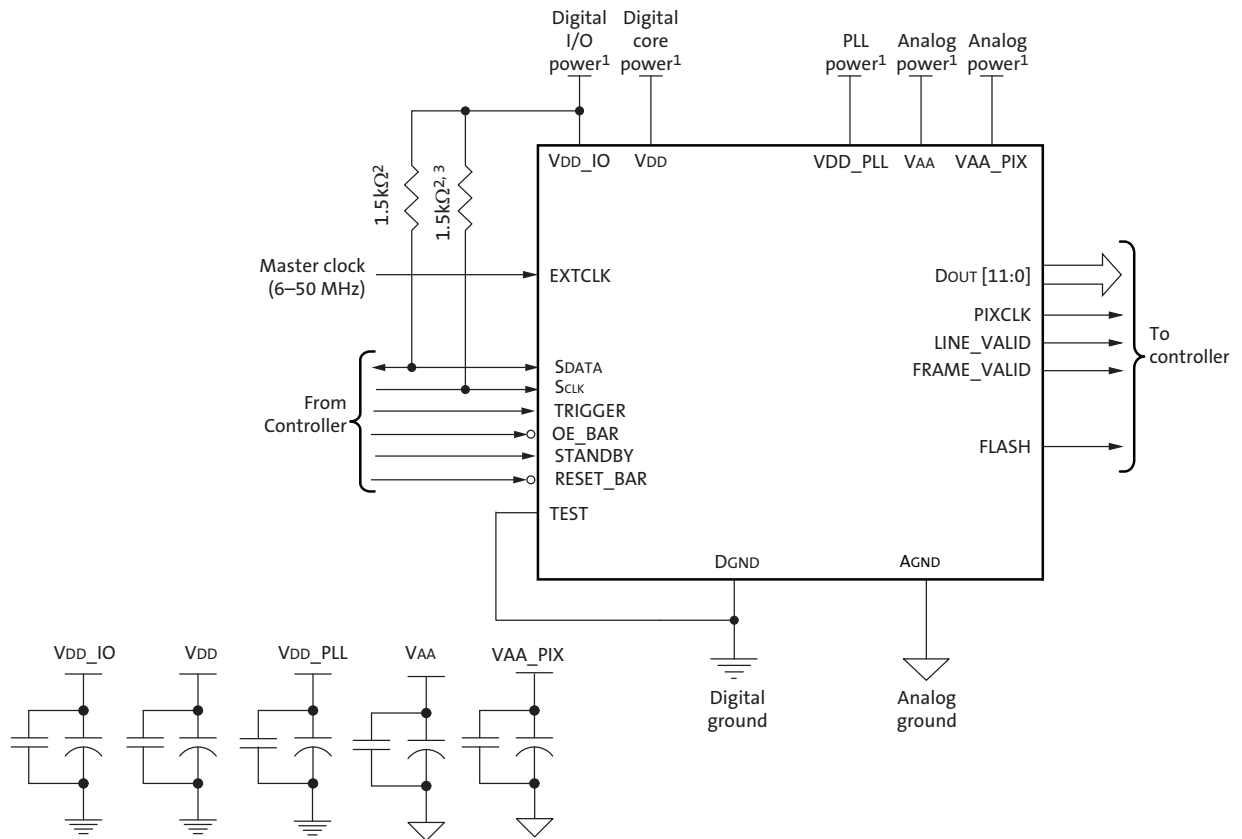 Digital
I/O
power1
Digital
core
power1
PLL
power1
Analog
power1
Analog
power1
VDD_IO
VDD
VDD_PLL
VAA
VAA_PIX
1.5kΩ2
1.5kΩ2, 3
Master clock
(6–50 MHz)
EXTCLK
DOUT [11:0]
PIXCLK
LINE_VALID
FRAME_VALID
FLASH
To
controller
From
Controller
SDATA
SCLK
TRIGGER
OE_BAR
STANDBY
RESET_BAR
TEST
DGND
AGND
Digital
ground
Analog
ground
VDD_IO
VDD
VDD_PLL
VAA
VAA_PIX